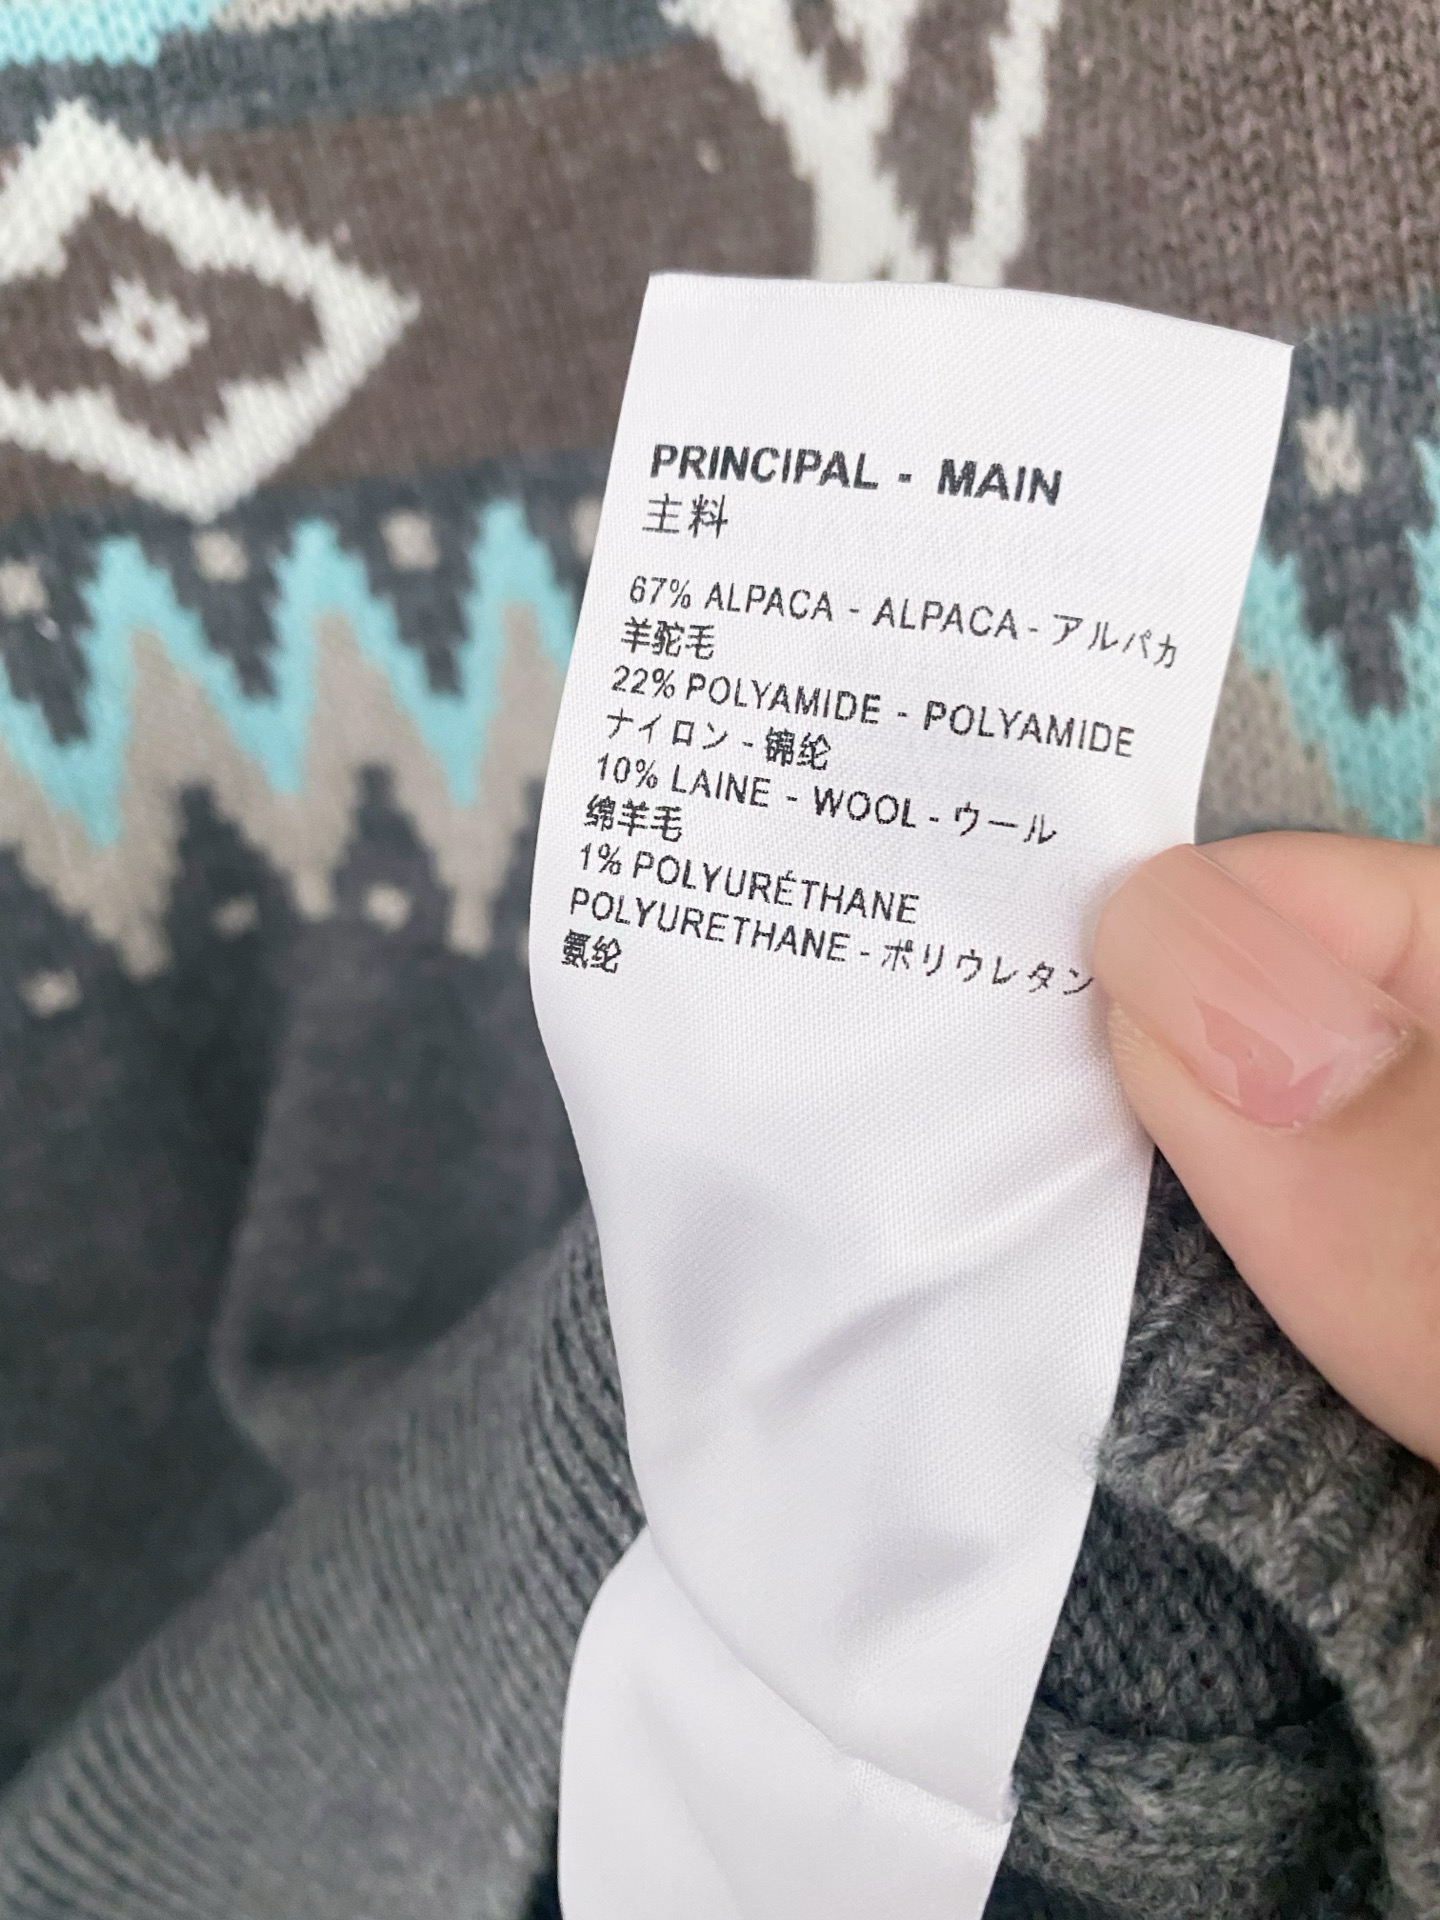 PRINCIPAL - MAIN
主料
67% ALPACA - ALPACA - アルパカ
羊驼毛
22% POLYAMIDE - POLYAMIDE
ナイロン - 锦纶
10% LAINE - WOOL - ウール
绵羊毛
1% POLYURÉTHANE
POLYURETHANE - ポリウレタン
氨纶